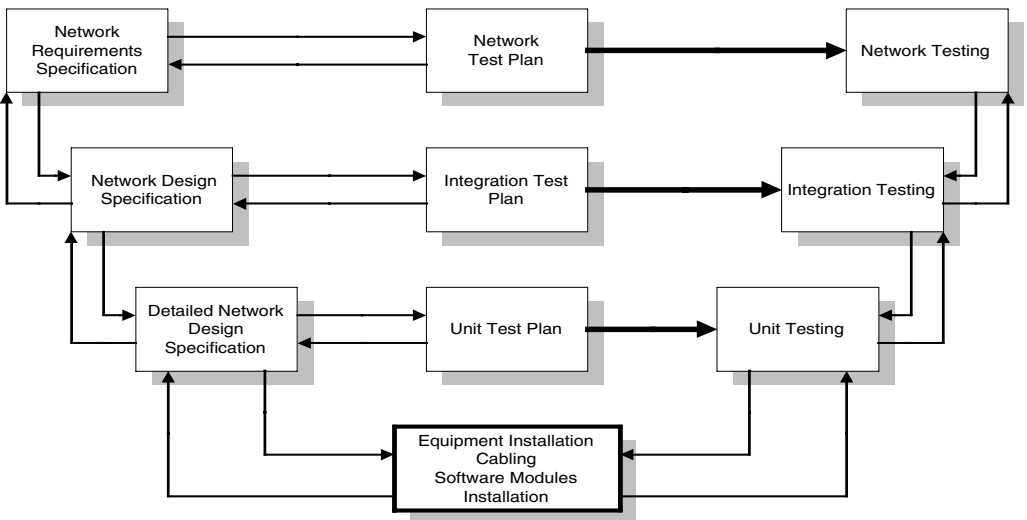 Network
Requirements
Specification
Network
Test Plan
Network Testing
Network Design
Specification
Integration Test
Plan
Integration Testing
Detailed Network
Design
Specification
Unit Test Plan
Unit Testing
Equipment Installation
Cabling
Software Modules
Installation